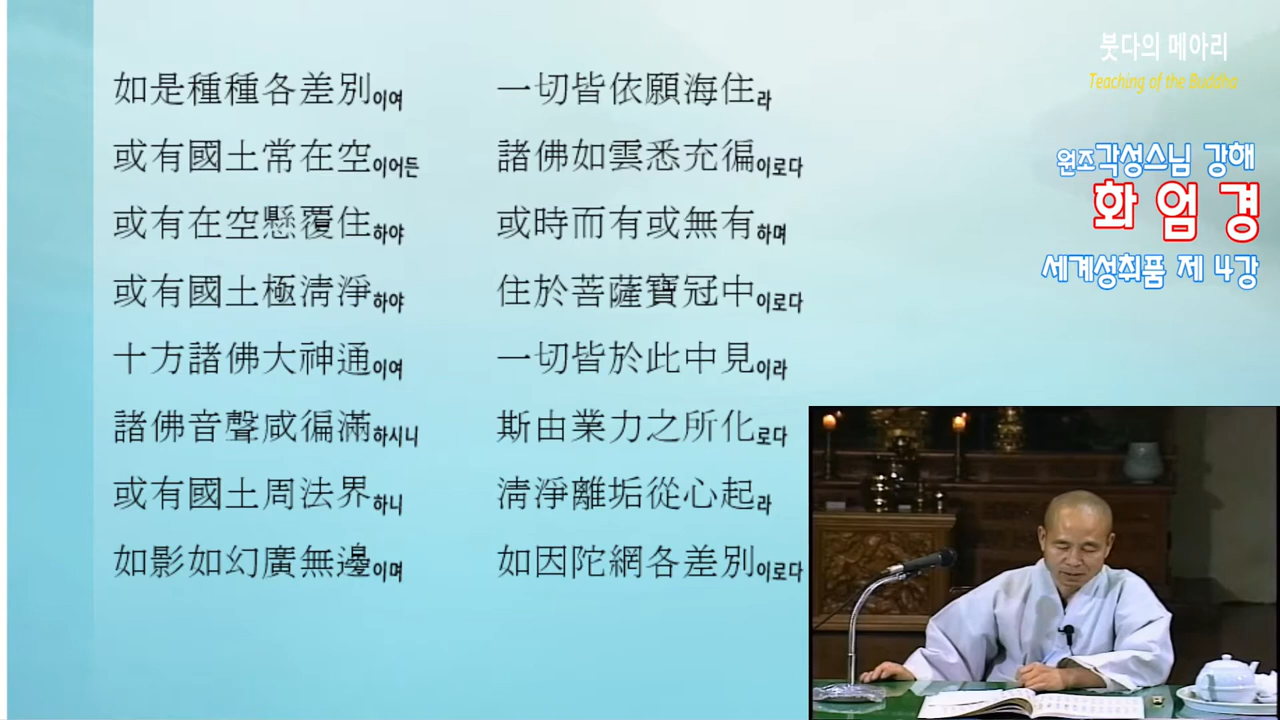 如是種種各差別이여 一切皆依願海住라
或有國土常在空이어든 諸佛如雲悉充徧이로다
或有在空懸覆住하야 或時而有或無有하며
或有國土極淸淨하야 住於菩薩寶冠中이로다
十方諸佛大神通이여 一切皆於此中見이라
諸佛音聲咸徧滿하시니 斯由業力之所化로다
或有國土周法界하니 淸淨離垢從心起라
如影如幻廣無邊이며 如因陀網各差別이로다
붓다의 메아리
Teaching of the Buddha
원조각성스님 강해
화엄경
세계성취품 제 4강